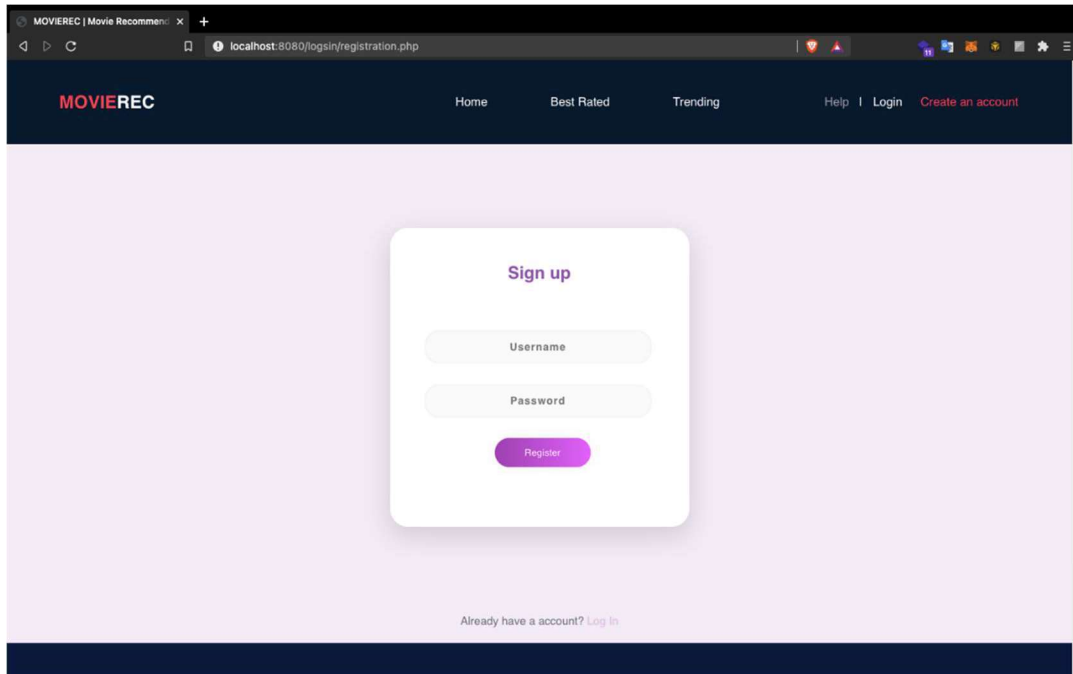 MOVIEREC | Movie Recommend
localhost:8080/logsin/registration.php
11
MOVIEREC Home Best Rated Trending Help | Login Create an account
Sign up
Username
Password
Register
Already have a account? Log In